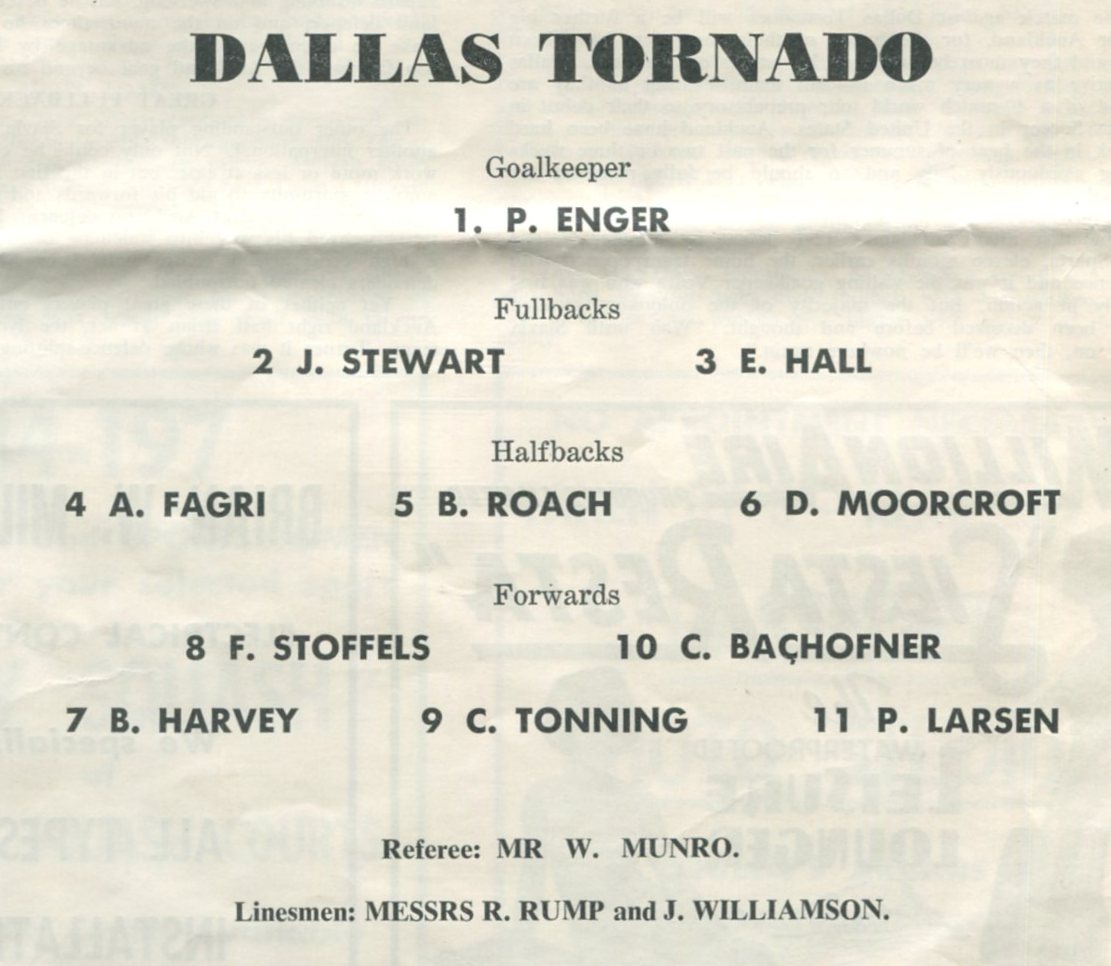 DALLAS TORNADO
Goalkeeper
1. P. ENGER
Fullbacks
2 J. STEWART 3 E. HALL
Halfbacks
4 A. FAGRI 5 B. ROACH 6 D. MOORCROFT
Forwards
8 F. STOFFELS 10 C. BAÇHOFNER
7 B. HARVEY 9 C. TONNING 11 P. LARSEN
Referee: MR W. MUNRO.
Linesmen: MESSRS R. RUMP and J. WILLIAMSON.